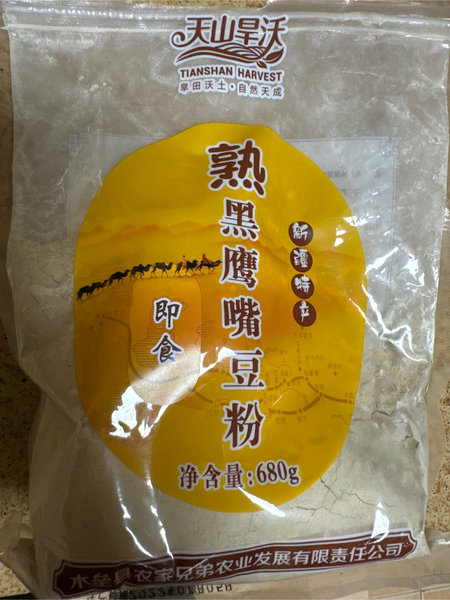 天山旱沃
TIANSHAN HARVEST
旱田沃土·自然天成
熟黑鹰嘴豆粉
新疆特产
即食
净含量:680g
水垒县农家兄弟农业发展有限责任公司